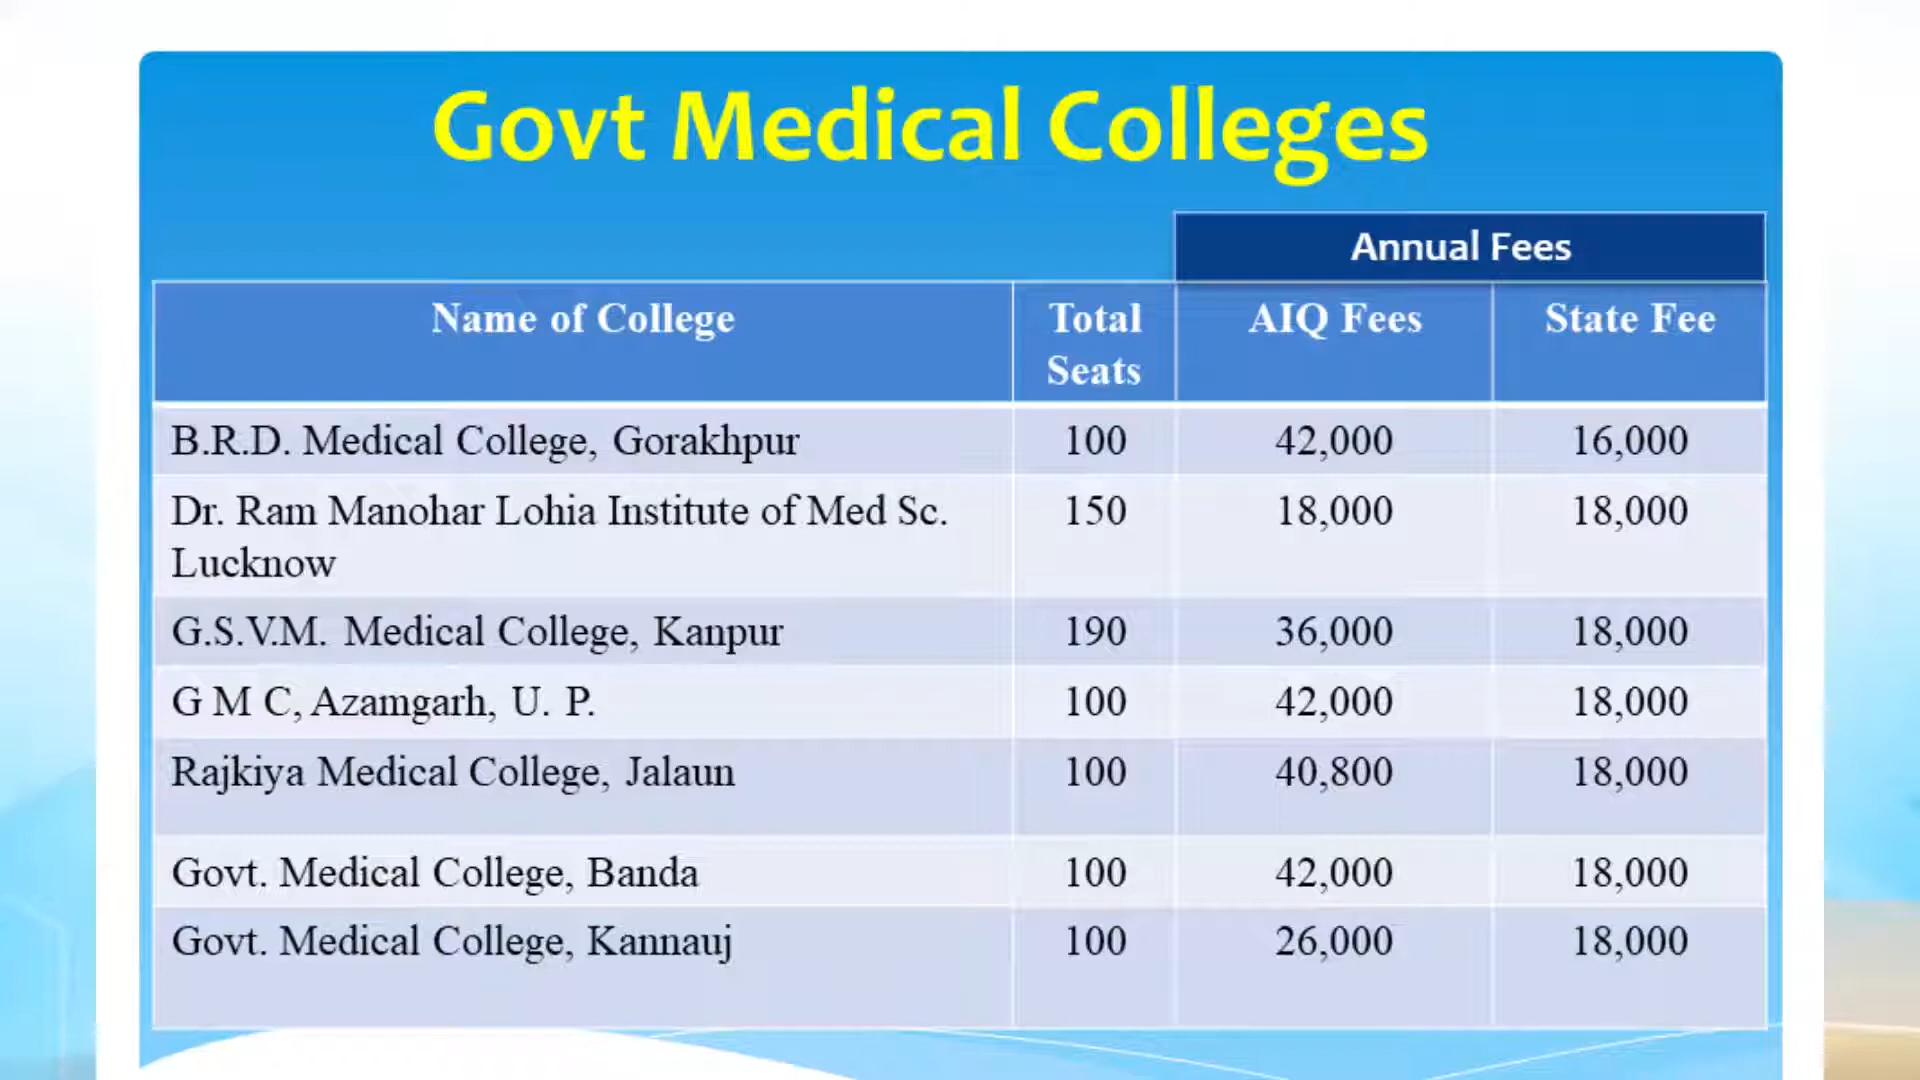 Govt Medical Colleges
Annual Fees
Name of College Total Seats AIQ Fees State Fee
B.R.D. Medical College, Gorakhpur 100 42,000 16,000
Dr. Ram Manohar Lohia Institute of Med Sc. 150 18,000 18,000
Lucknow
G.S.V.M. Medical College, Kanpur 190 36,000 18,000
G M C, Azamgarh, U. P. 100 42,000 18,000
Rajkiya Medical College, Jalaun 100 40,800 18,000
Govt. Medical College, Banda 100 42,000 18,000
Govt. Medical College, Kannauj 100 26,000 18,000